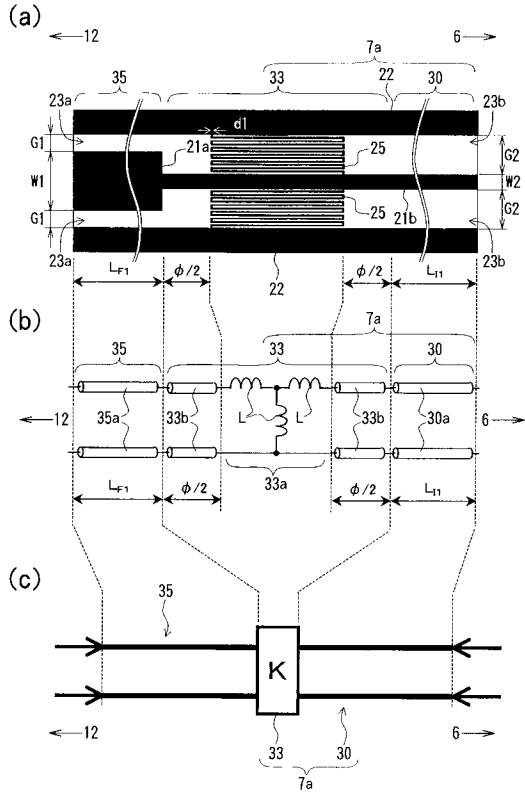 (a)
12 6
7a
35 33 22 30
23a d1 23b
21a
G1 25 G2
W1 W2
G1 25 21b G2
23a 22 23b
LF1 φ/2 φ/2 LI1
(b)
7a
35 33 30
L L
12 35a 33b 33b 30a 6
33a
LF1 φ/2 φ/2 LI1
(c)
35
K
12 33 30 6
7a